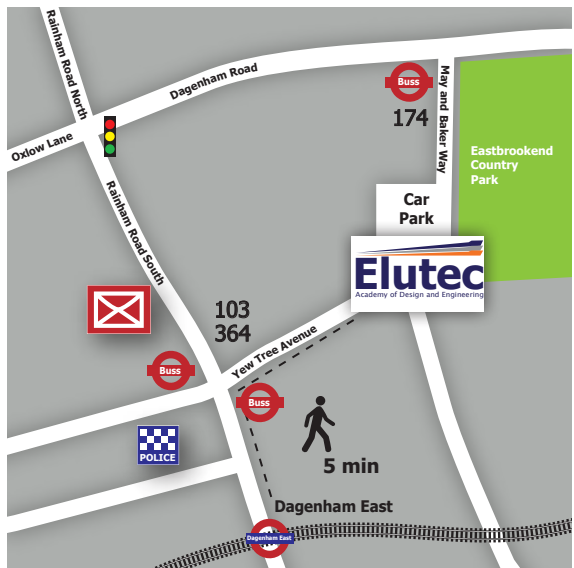 Rainham Road North
Dagenham Road
Oxlow Lane
May and Baker Way
Buss
174
Eastbrookend
Country
Park
Rainham Road South
Car
Park
Elutec
Academy of Design and Engineering
103
364
Yew Tree Avenue
Buss
Buss
POLICE
5 min
Dagenham East
Dagenham East